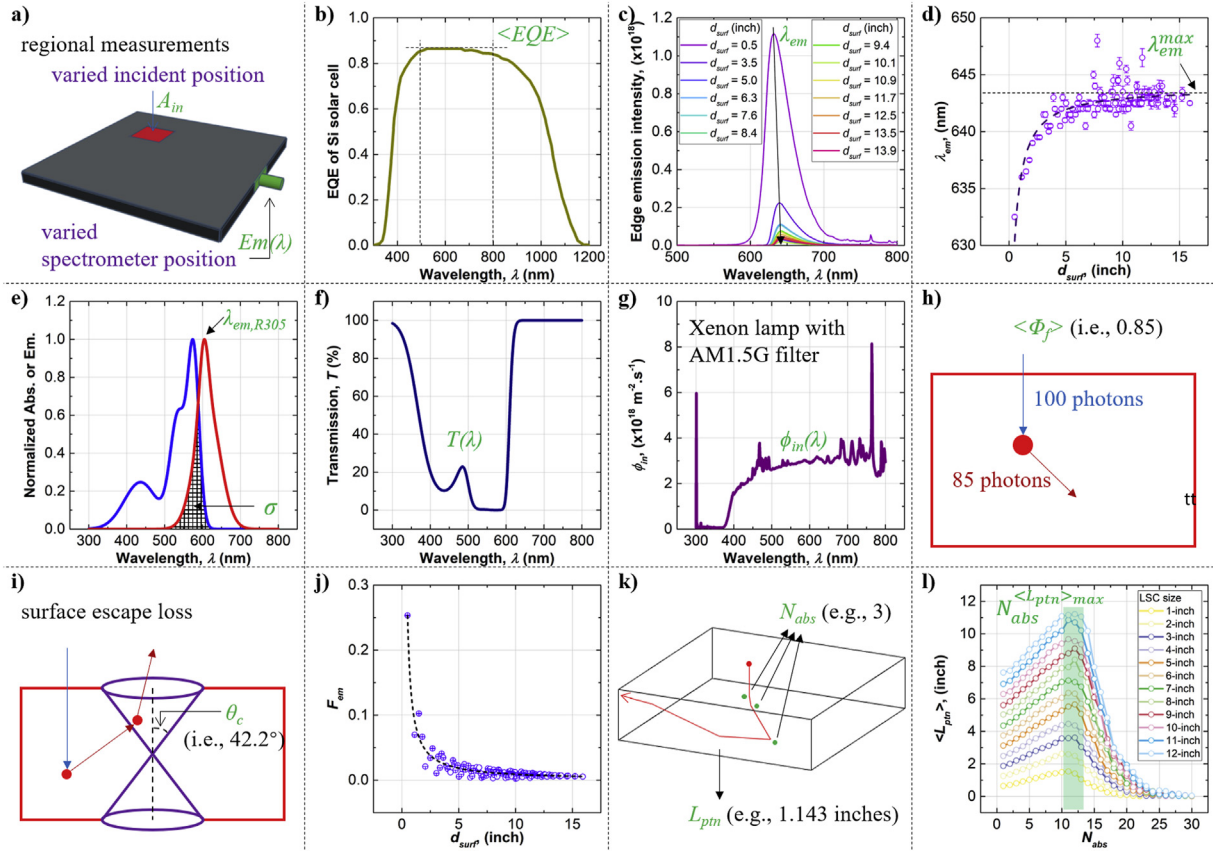 a)
regional measurements
varied incident position
A_in
varied
spectrometer position
Em(λ)
b)
<EQE>
EQE of Si solar cell
1.0
0.8
0.6
0.4
0.2
0.0
400 600 800 1000 1200
Wavelength, λ (nm)
c)
Edge emission intensity, (x10^18)
1.2
1.1
0.9
0.8
0.6
0.5
0.3
0.2
0.0
500 600 700 800
Wavelength, λ (nm)
λ_em
d_surf (inch)
d_surf = 0.5
d_surf = 3.5
d_surf = 5.0
d_surf = 6.3
d_surf = 7.6
d_surf = 8.4
d_surf (inch)
d_surf = 9.4
d_surf = 10.1
d_surf = 10.9
d_surf = 11.7
d_surf = 12.5
d_surf = 13.5
d_surf = 13.9
d)
λ_em^max
λ_em, (nm)
650
645
640
635
630
0 5 10 15
d_surf, (inch)
e)
λ_em,R305
Normalized Abs. or Em.
1.2
1.0
0.8
0.6
0.4
0.2
0.0
σ
300 400 500 600 700 800
Wavelength, λ (nm)
f)
Transmission, T (%)
100
80
60
40
20
0
T(λ)
300 400 500 600 700 800
Wavelength, λ (nm)
g)
Xenon lamp with
AM1.5G filter
ϕ_in, (x10^18 m^-2.s^-1)
10
8
6
4
2
0
ϕ_in(λ)
300 400 500 600 700 800
Wavelength, λ (nm)
h)
<Φ_f> (i.e., 0.85)
100 photons
85 photons
tt
i)
surface escape loss
θ_c
(i.e., 42.2°)
j)
F_em
0.3
0.2
0.1
0.0
0 5 10 15
d_surf, (inch)
k)
N_abs (e.g., 3)
L_ptn (e.g., 1.143 inches)
l)
N_abs^<L_ptn>max
<L_ptn>, (inch)
12
11
10
8
6
4
2
0
0 5 10 15 20 25 30
N_abs
LSC size
1-inch
2-inch
3-inch
4-inch
5-inch
6-inch
7-inch
8-inch
9-inch
10-inch
11-inch
12-inch